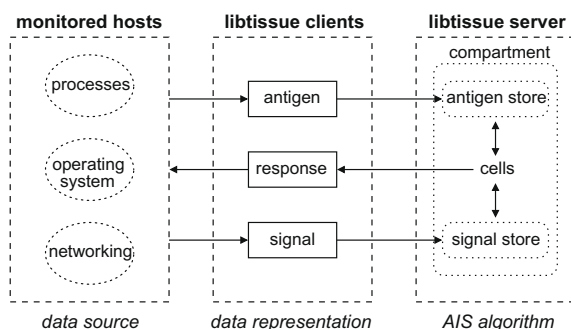 monitored hosts
libtissue clients
libtissue server
compartment
processes
antigen
antigen store
operating
system
response
cells
networking
signal
signal store
data source
data representation
AIS algorithm